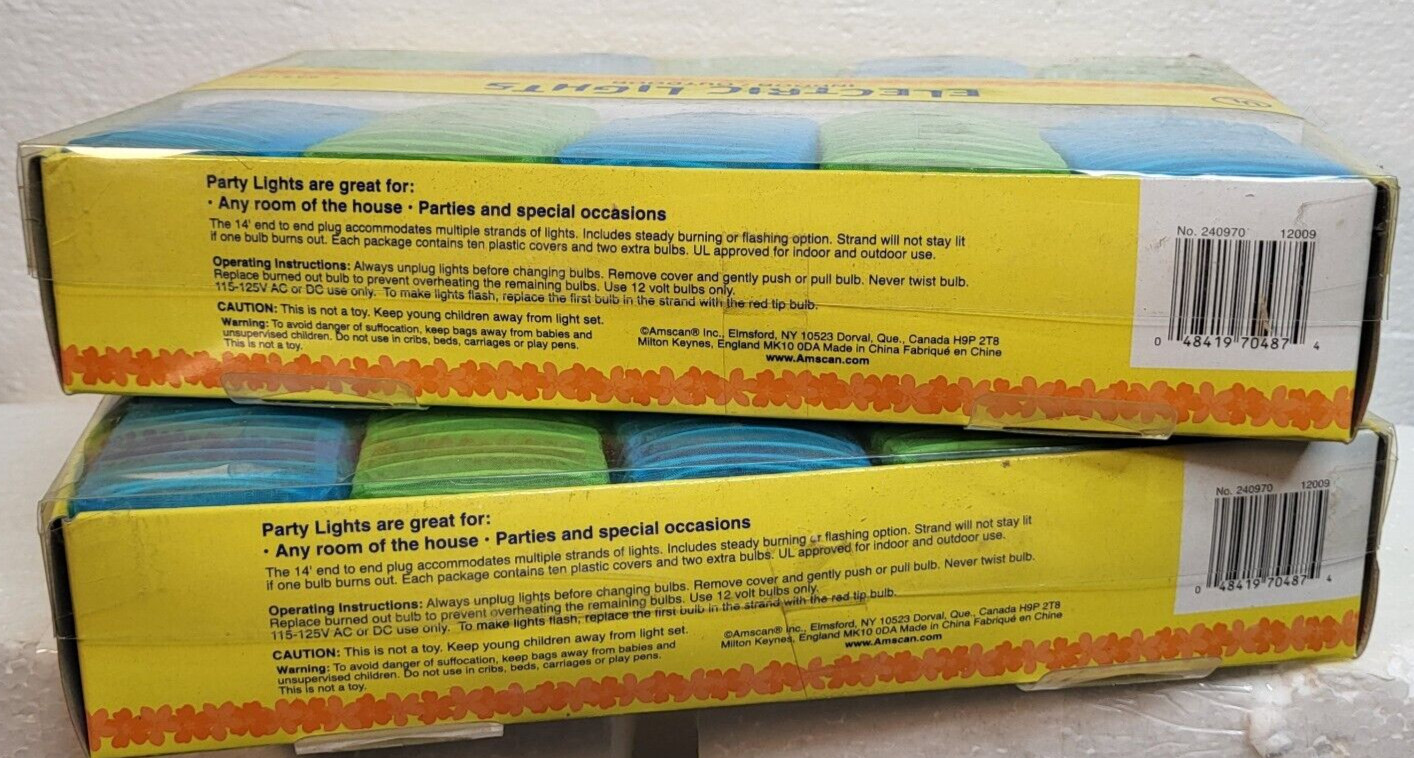 ELECTRIC LIGHTS
INDOOR / OUTDOOR
UL
Party Lights are great for:
• Any room of the house • Parties and special occasions
The 14' end to end plug accommodates multiple strands of lights. Includes steady burning or flashing option. Strand will not stay lit
if one bulb burns out. Each package contains ten plastic covers and two extra bulbs. UL approved for indoor and outdoor use.
Operating Instructions: Always unplug lights before changing bulbs. Remove cover and gently push or pull bulb. Never twist bulb.
Replace burned out bulb to prevent overheating the remaining bulbs. Use 12 volt bulbs only.
115-125V AC or DC use only. To make lights flash, replace the first bulb in the strand with the red tip bulb.
CAUTION: This is not a toy. Keep young children away from light set.
Warning: To avoid danger of suffocation, keep bags away from babies and
unsupervised children. Do not use in cribs, beds, carriages or play pens.
This is not a toy.
©Amscan® Inc., Elmsford, NY 10523 Dorval, Que., Canada H9P 2T8
Milton Keynes, England MK10 0DA Made in China Fabriqué en Chine
www.Amscan.com
No. 240970 12009
0 48419 70487 4
Party Lights are great for:
• Any room of the house • Parties and special occasions
The 14' end to end plug accommodates multiple strands of lights. Includes steady burning or flashing option. Strand will not stay lit
if one bulb burns out. Each package contains ten plastic covers and two extra bulbs. UL approved for indoor and outdoor use.
Operating Instructions: Always unplug lights before changing bulbs. Remove cover and gently push or pull bulb. Never twist bulb.
Replace burned out bulb to prevent overheating the remaining bulbs. Use 12 volt bulbs only.
115-125V AC or DC use only. To make lights flash, replace the first bulb in the strand with the red tip bulb.
CAUTION: This is not a toy. Keep young children away from light set.
Warning: To avoid danger of suffocation, keep bags away from babies and
unsupervised children. Do not use in cribs, beds, carriages or play pens.
This is not a toy.
©Amscan® Inc., Elmsford, NY 10523 Dorval, Que., Canada H9P 2T8
Milton Keynes, England MK10 0DA Made in China Fabriqué en Chine
www.Amscan.com
No. 240970 12009
0 48419 70487 4